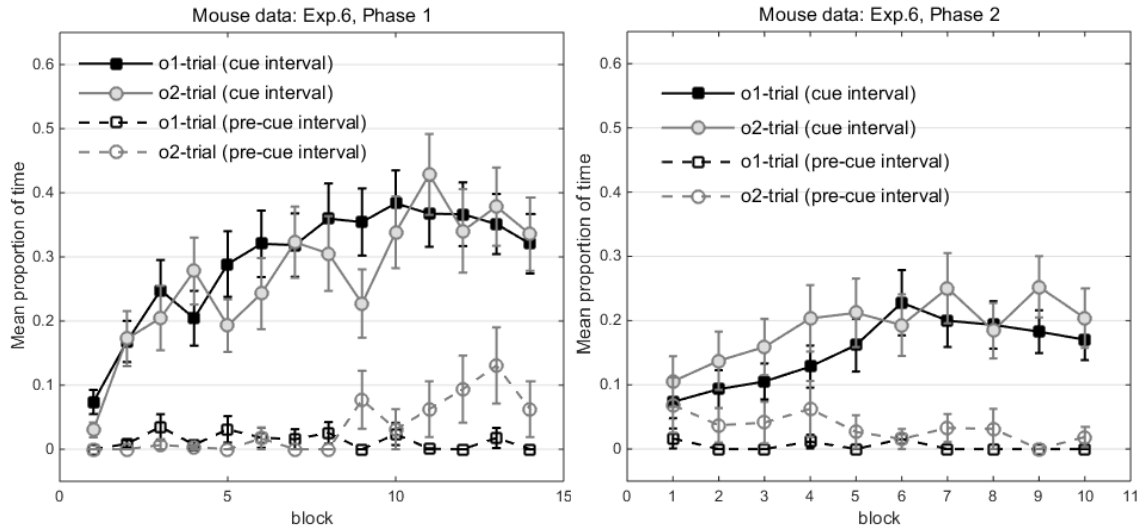 Mouse data: Exp.6, Phase 1
0.6
0.5
0.4
0.3
0.2
0.1
0
Mean proportion of time
o1-trial (cue interval)
o2-trial (cue interval)
o1-trial (pre-cue interval)
o2-trial (pre-cue interval)
0 5 10 15
block
Mouse data: Exp.6, Phase 2
0.6
0.5
0.4
0.3
0.2
0.1
0
Mean proportion of time
o1-trial (cue interval)
o2-trial (cue interval)
o1-trial (pre-cue interval)
o2-trial (pre-cue interval)
0 1 2 3 4 5 6 7 8 9 10 11
block